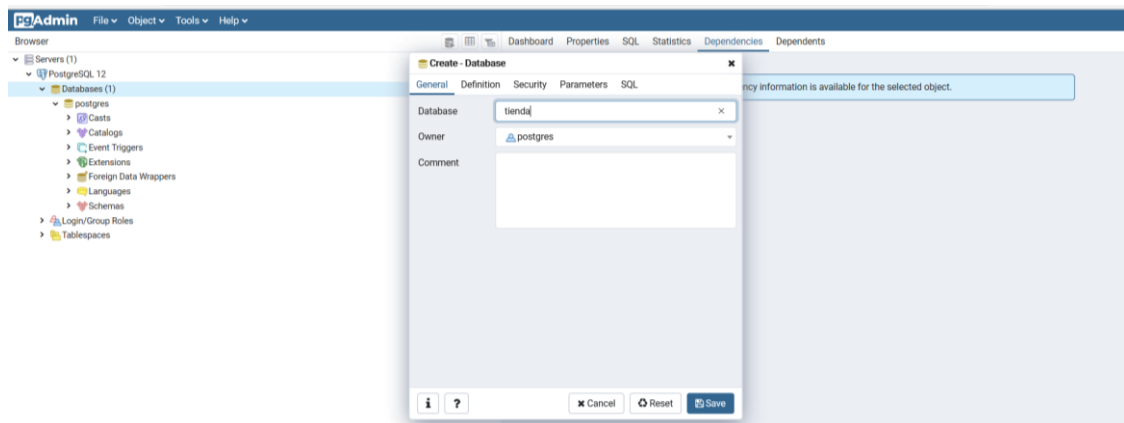 pgAdmin File Object Tools Help
Browser
Dashboard Properties SQL Statistics Dependencies Dependents
Servers (1)
PostgreSQL 12
Databases (1)
postgres
Casts
Catalogs
Event Triggers
Extensions
Foreign Data Wrappers
Languages
Schemas
Login/Group Roles
Tablespaces
Create - Database
General Definition Security Parameters SQL
Database tienda
Owner postgres
Comment
i ? Cancel Reset Save
ncy information is available for the selected object.